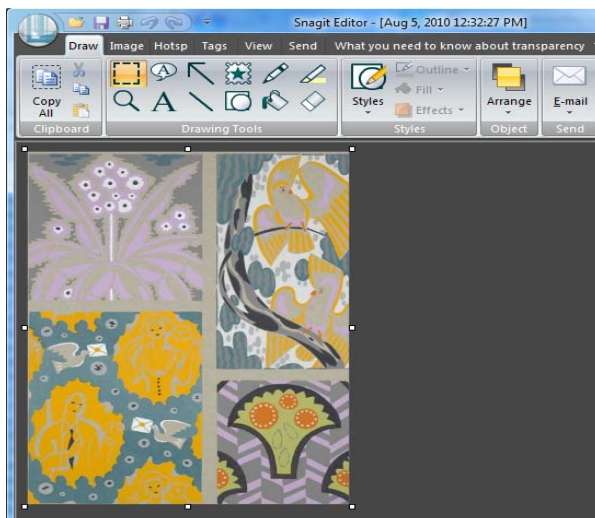 Snagit Editor - [Aug 5, 2010 12:32:27 PM]
Draw Image Hotsp Tags View Send What you need to know about transparency
Copy All
Clipboard
Drawing Tools
Styles
Outline
Fill
Effects
Styles
Arrange
Object
E-mail
Send